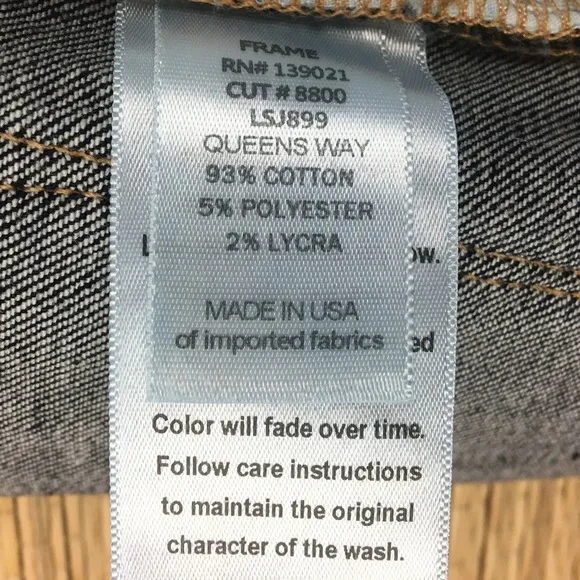 FRAME
RN# 139021
CUT # 8800
LSJ899
QUEENS WAY
93% COTTON
5% POLYESTER
2% LYCRA
MADE IN USA
of imported fabrics
Color will fade over time.
Follow care instructions
to maintain the original
character of the wash.